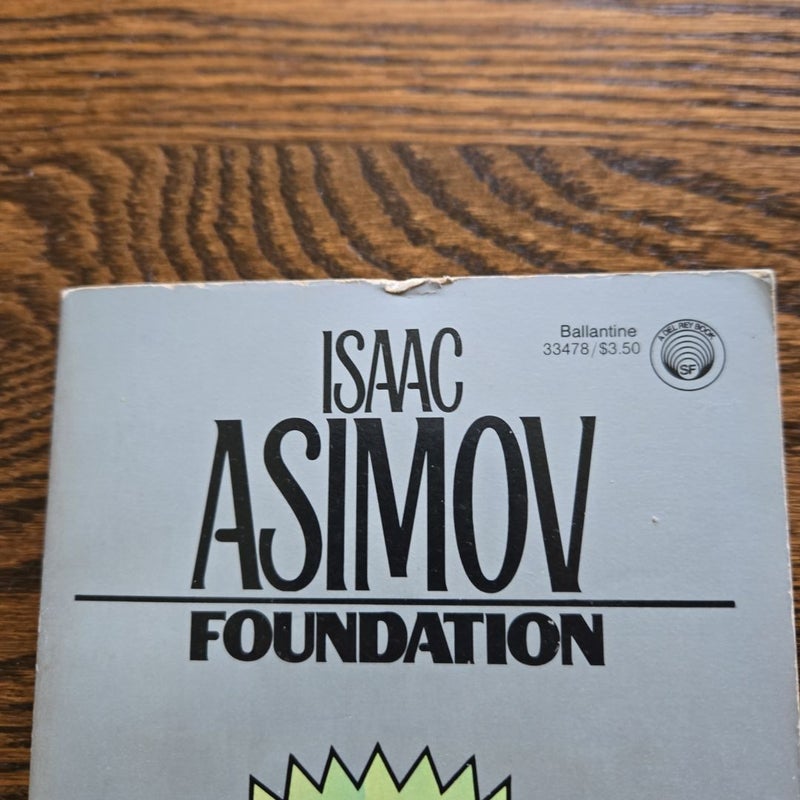 Ballantine
33478/$3.50
A DEL REY BOOK
SF
ISAAC
ASIMOV
FOUNDATION